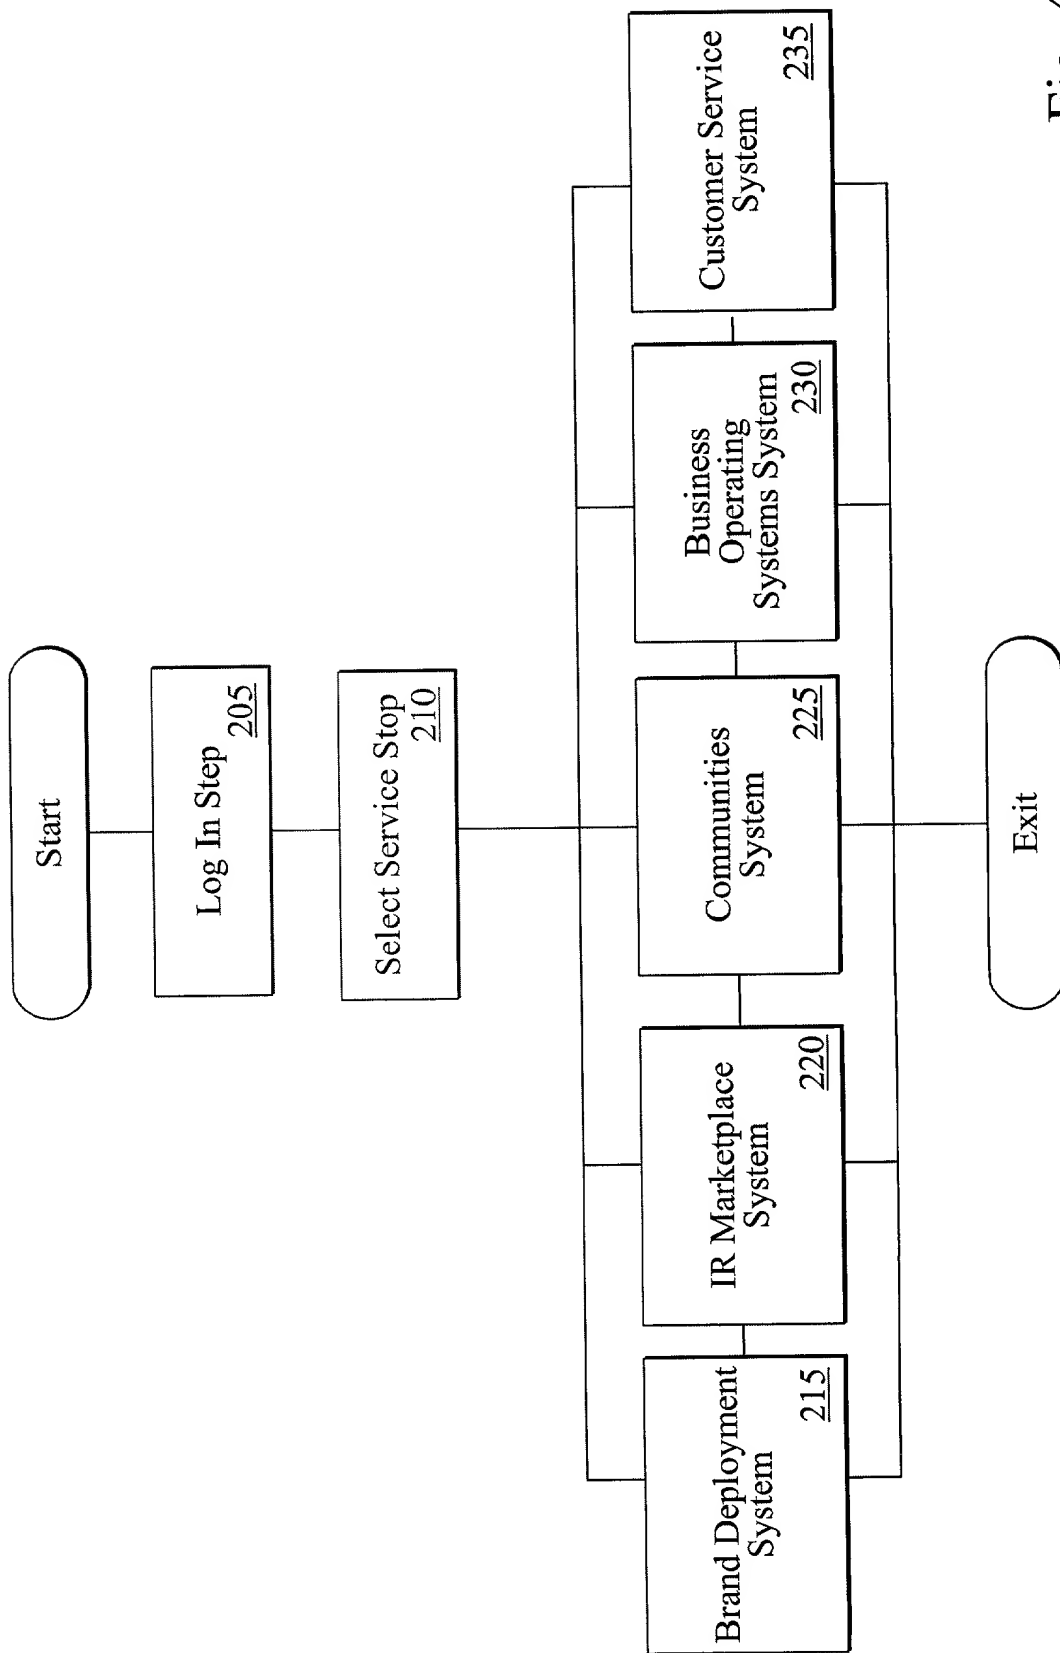 Start
Log In Step
205
Select Service Stop
210
Brand Deployment
System
215
IR Marketplace
System
220
Communities
System
225
Business
Operating
Systems System
230
Customer Service
System
235
Exit